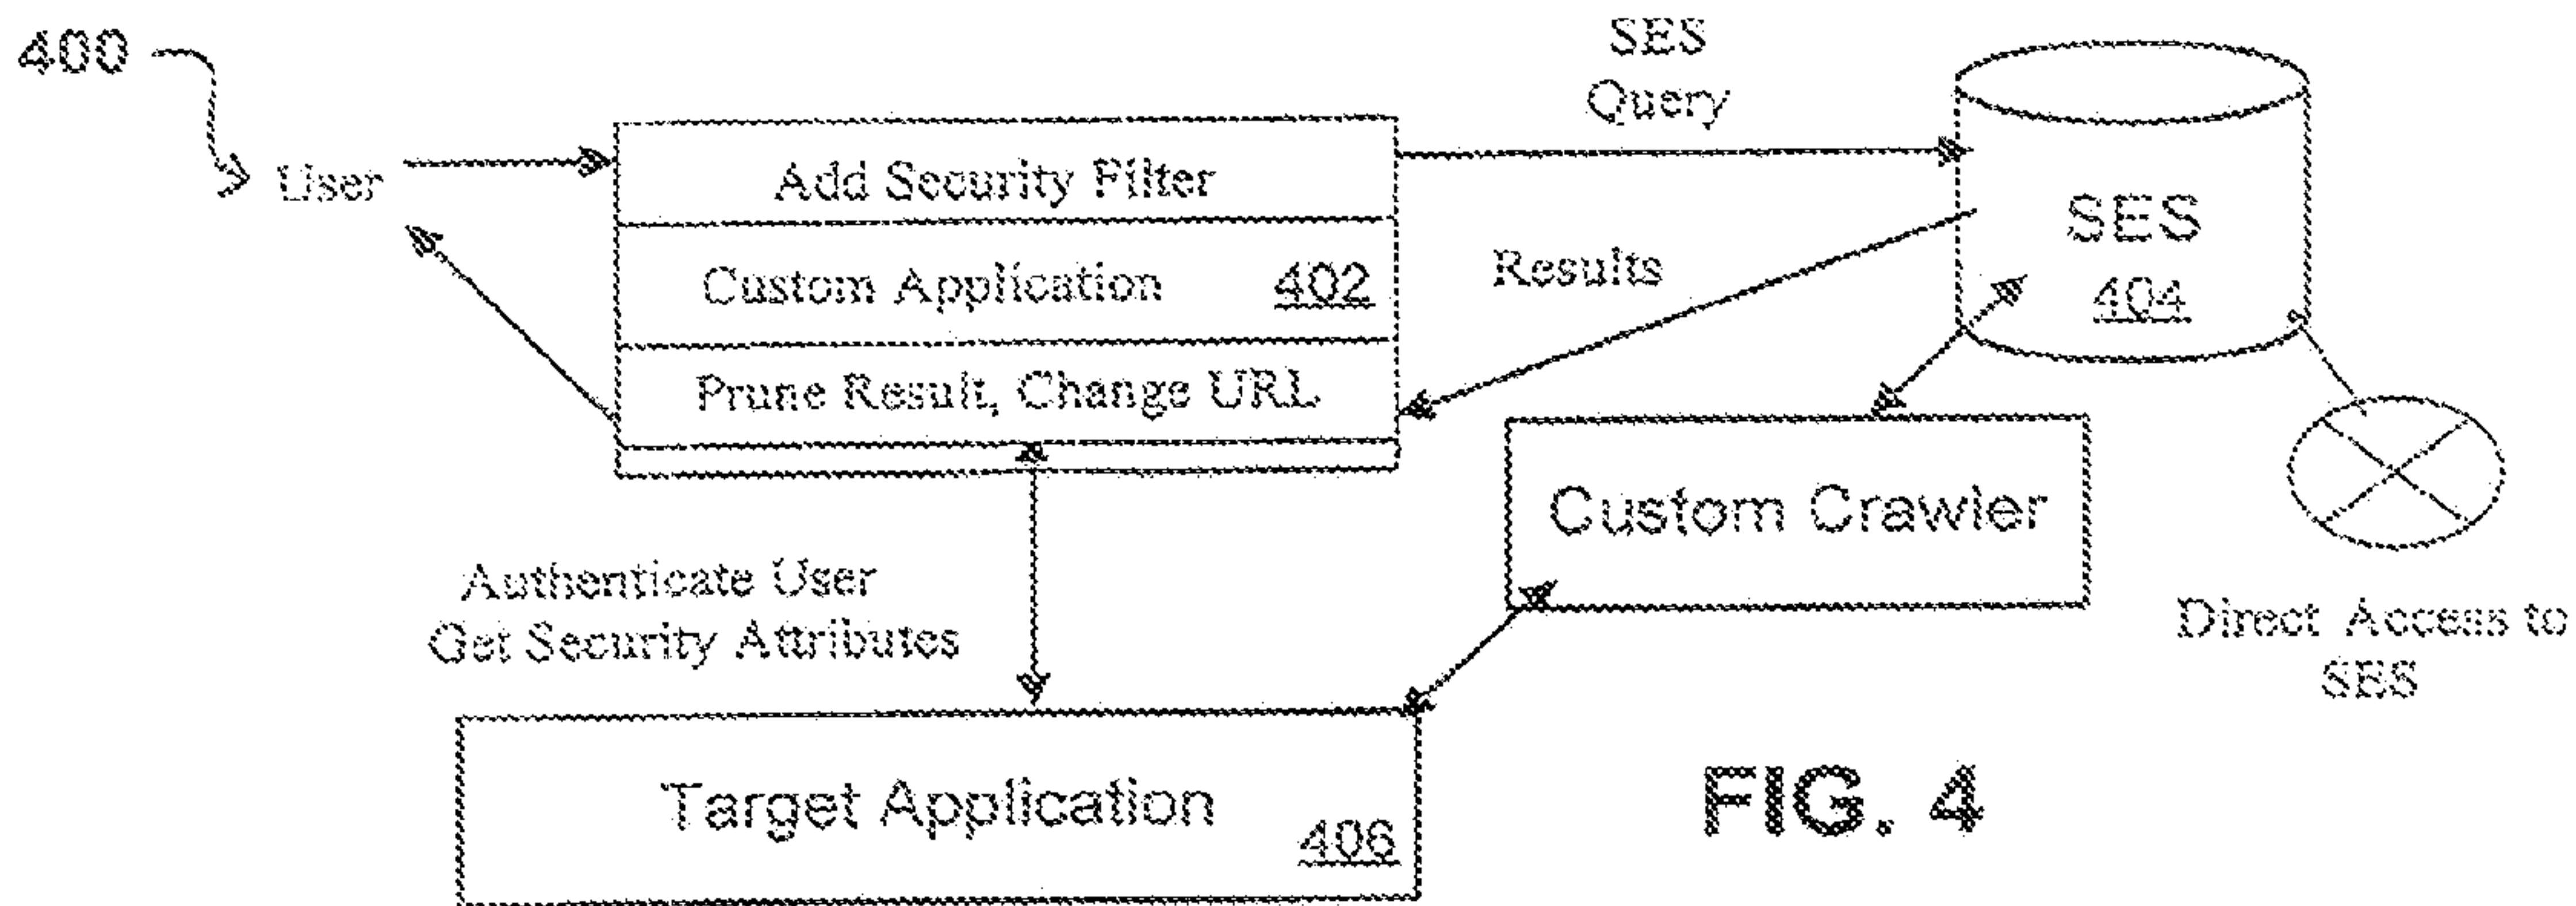 400
User
Add Security Filter
Custom Application 402
Prune Result, Change URL
SES
Query
Results
SES
404
Custom Crawler
Direct Access to
SES
Authenticate User
Get Security Attributes
Target Application
406
FIG. 4